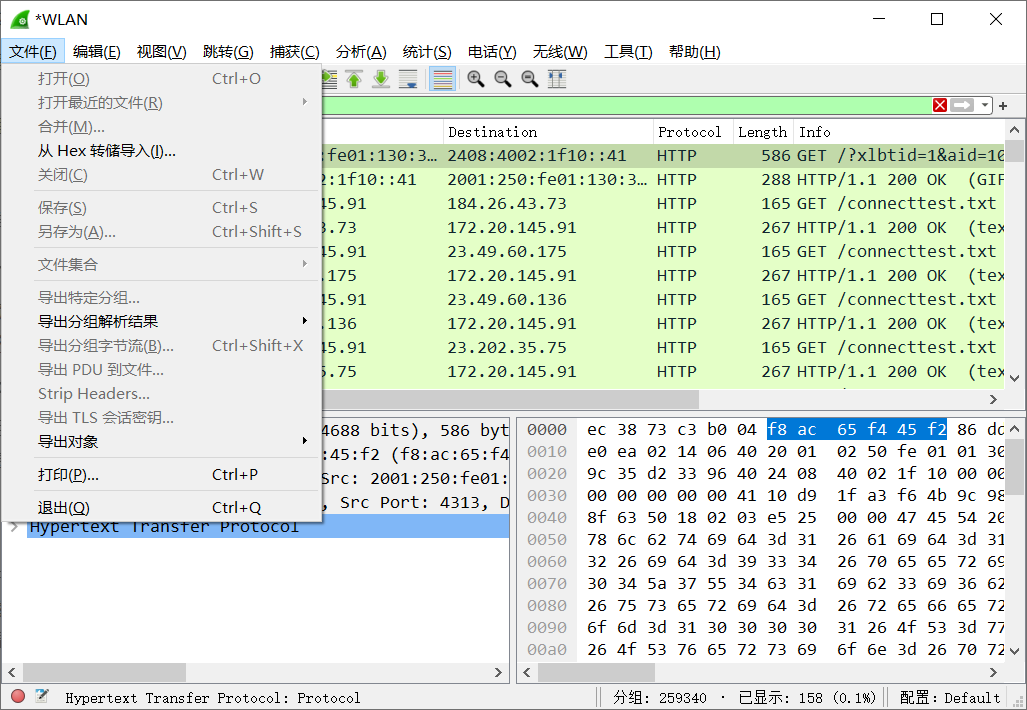 *WLAN
文件(F) 编辑(E) 视图(V) 跳转(G) 捕获(C) 分析(A) 统计(S) 电话(Y) 无线(W) 工具(T) 帮助(H)
打开(O) Ctrl+O
打开最近的文件(R)
合并(M)...
从 Hex 转储导入(I)...
关闭(C) Ctrl+W
保存(S) Ctrl+S
另存为(A)... Ctrl+Shift+S
文件集合
导出特定分组...
导出分组解析结果
导出分组字节流(B)... Ctrl+Shift+X
导出 PDU 到文件...
Strip Headers...
导出 TLS 会话密钥...
导出对象
打印(P)... Ctrl+P
退出(Q) Ctrl+Q
Destination Protocol Length Info
:fe01:130:3… 2408:4002:1f10::41 HTTP 586 GET /?xlbtid=1&aid=10
2:1f10::41 2001:250:fe01:130:3… HTTP 288 HTTP/1.1 200 OK (GIF
45.91 184.26.43.73 HTTP 165 GET /connecttest.txt
3.73 172.20.145.91 HTTP 267 HTTP/1.1 200 OK (tex
45.91 23.49.60.175 HTTP 165 GET /connecttest.txt
.175 172.20.145.91 HTTP 267 HTTP/1.1 200 OK (tex
45.91 23.49.60.136 HTTP 165 GET /connecttest.txt
.136 172.20.145.91 HTTP 267 HTTP/1.1 200 OK (tex
45.91 23.202.35.75 HTTP 165 GET /connecttest.txt
5.75 172.20.145.91 HTTP 267 HTTP/1.1 200 OK (tex
4688 bits), 586 byt
:45:f2 (f8:ac:65:f4
Src: 2001:250:fe01:
, Src Port: 4313, D
Hypertext Transfer Protocol
0000 ec 38 73 c3 b0 04 f8 ac 65 f4 45 f2 86 dd
0010 e0 ea 02 14 06 40 20 01 02 50 fe 01 01 30
0020 9c 35 d2 33 96 40 24 08 40 02 1f 10 00 00
0030 00 00 00 00 00 41 10 d9 1f a3 f6 4b 9c 98
0040 8f 63 50 18 02 03 e5 25 00 00 47 45 54 20
0050 78 6c 62 74 69 64 3d 31 26 61 69 64 3d 31
0060 32 26 69 64 3d 39 33 34 26 70 65 65 72 69
0070 30 34 5a 37 55 34 63 31 69 62 33 69 36 62
0080 26 75 73 65 72 69 64 3d 26 72 65 66 65 72
0090 6f 6d 3d 31 30 30 30 30 31 26 4f 53 3d 77
00a0 26 4f 53 76 65 72 73 69 6f 6e 3d 26 70 72
Hypertext Transfer Protocol: Protocol 分组: 259340 · 已显示: 158 (0.1%) 配置: Default